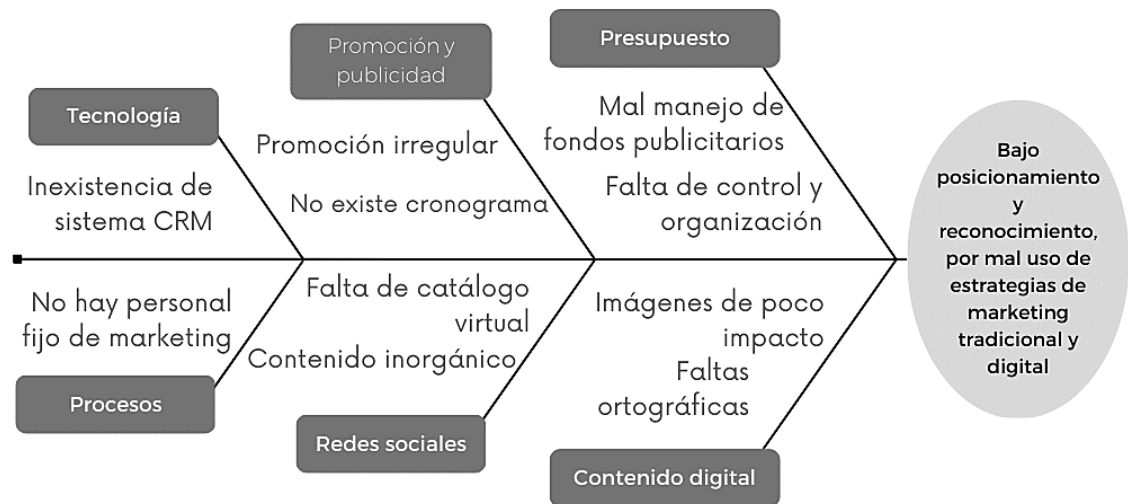 Promoción y
publicidad
Presupuesto
Tecnología
Mal manejo de
fondos publicitarios
Promoción irregular
Falta de control y
organización
Inexistencia de
sistema CRM
No existe cronograma
Bajo
posicionamiento
y
reconocimiento,
por mal uso de
estrategias de
marketing
tradicional y
digital
No hay personal
fijo de marketing
Falta de catálogo
virtual
Contenido inorgánico
Imágenes de poco
impacto
Faltas
ortográficas
Procesos
Redes sociales
Contenido digital